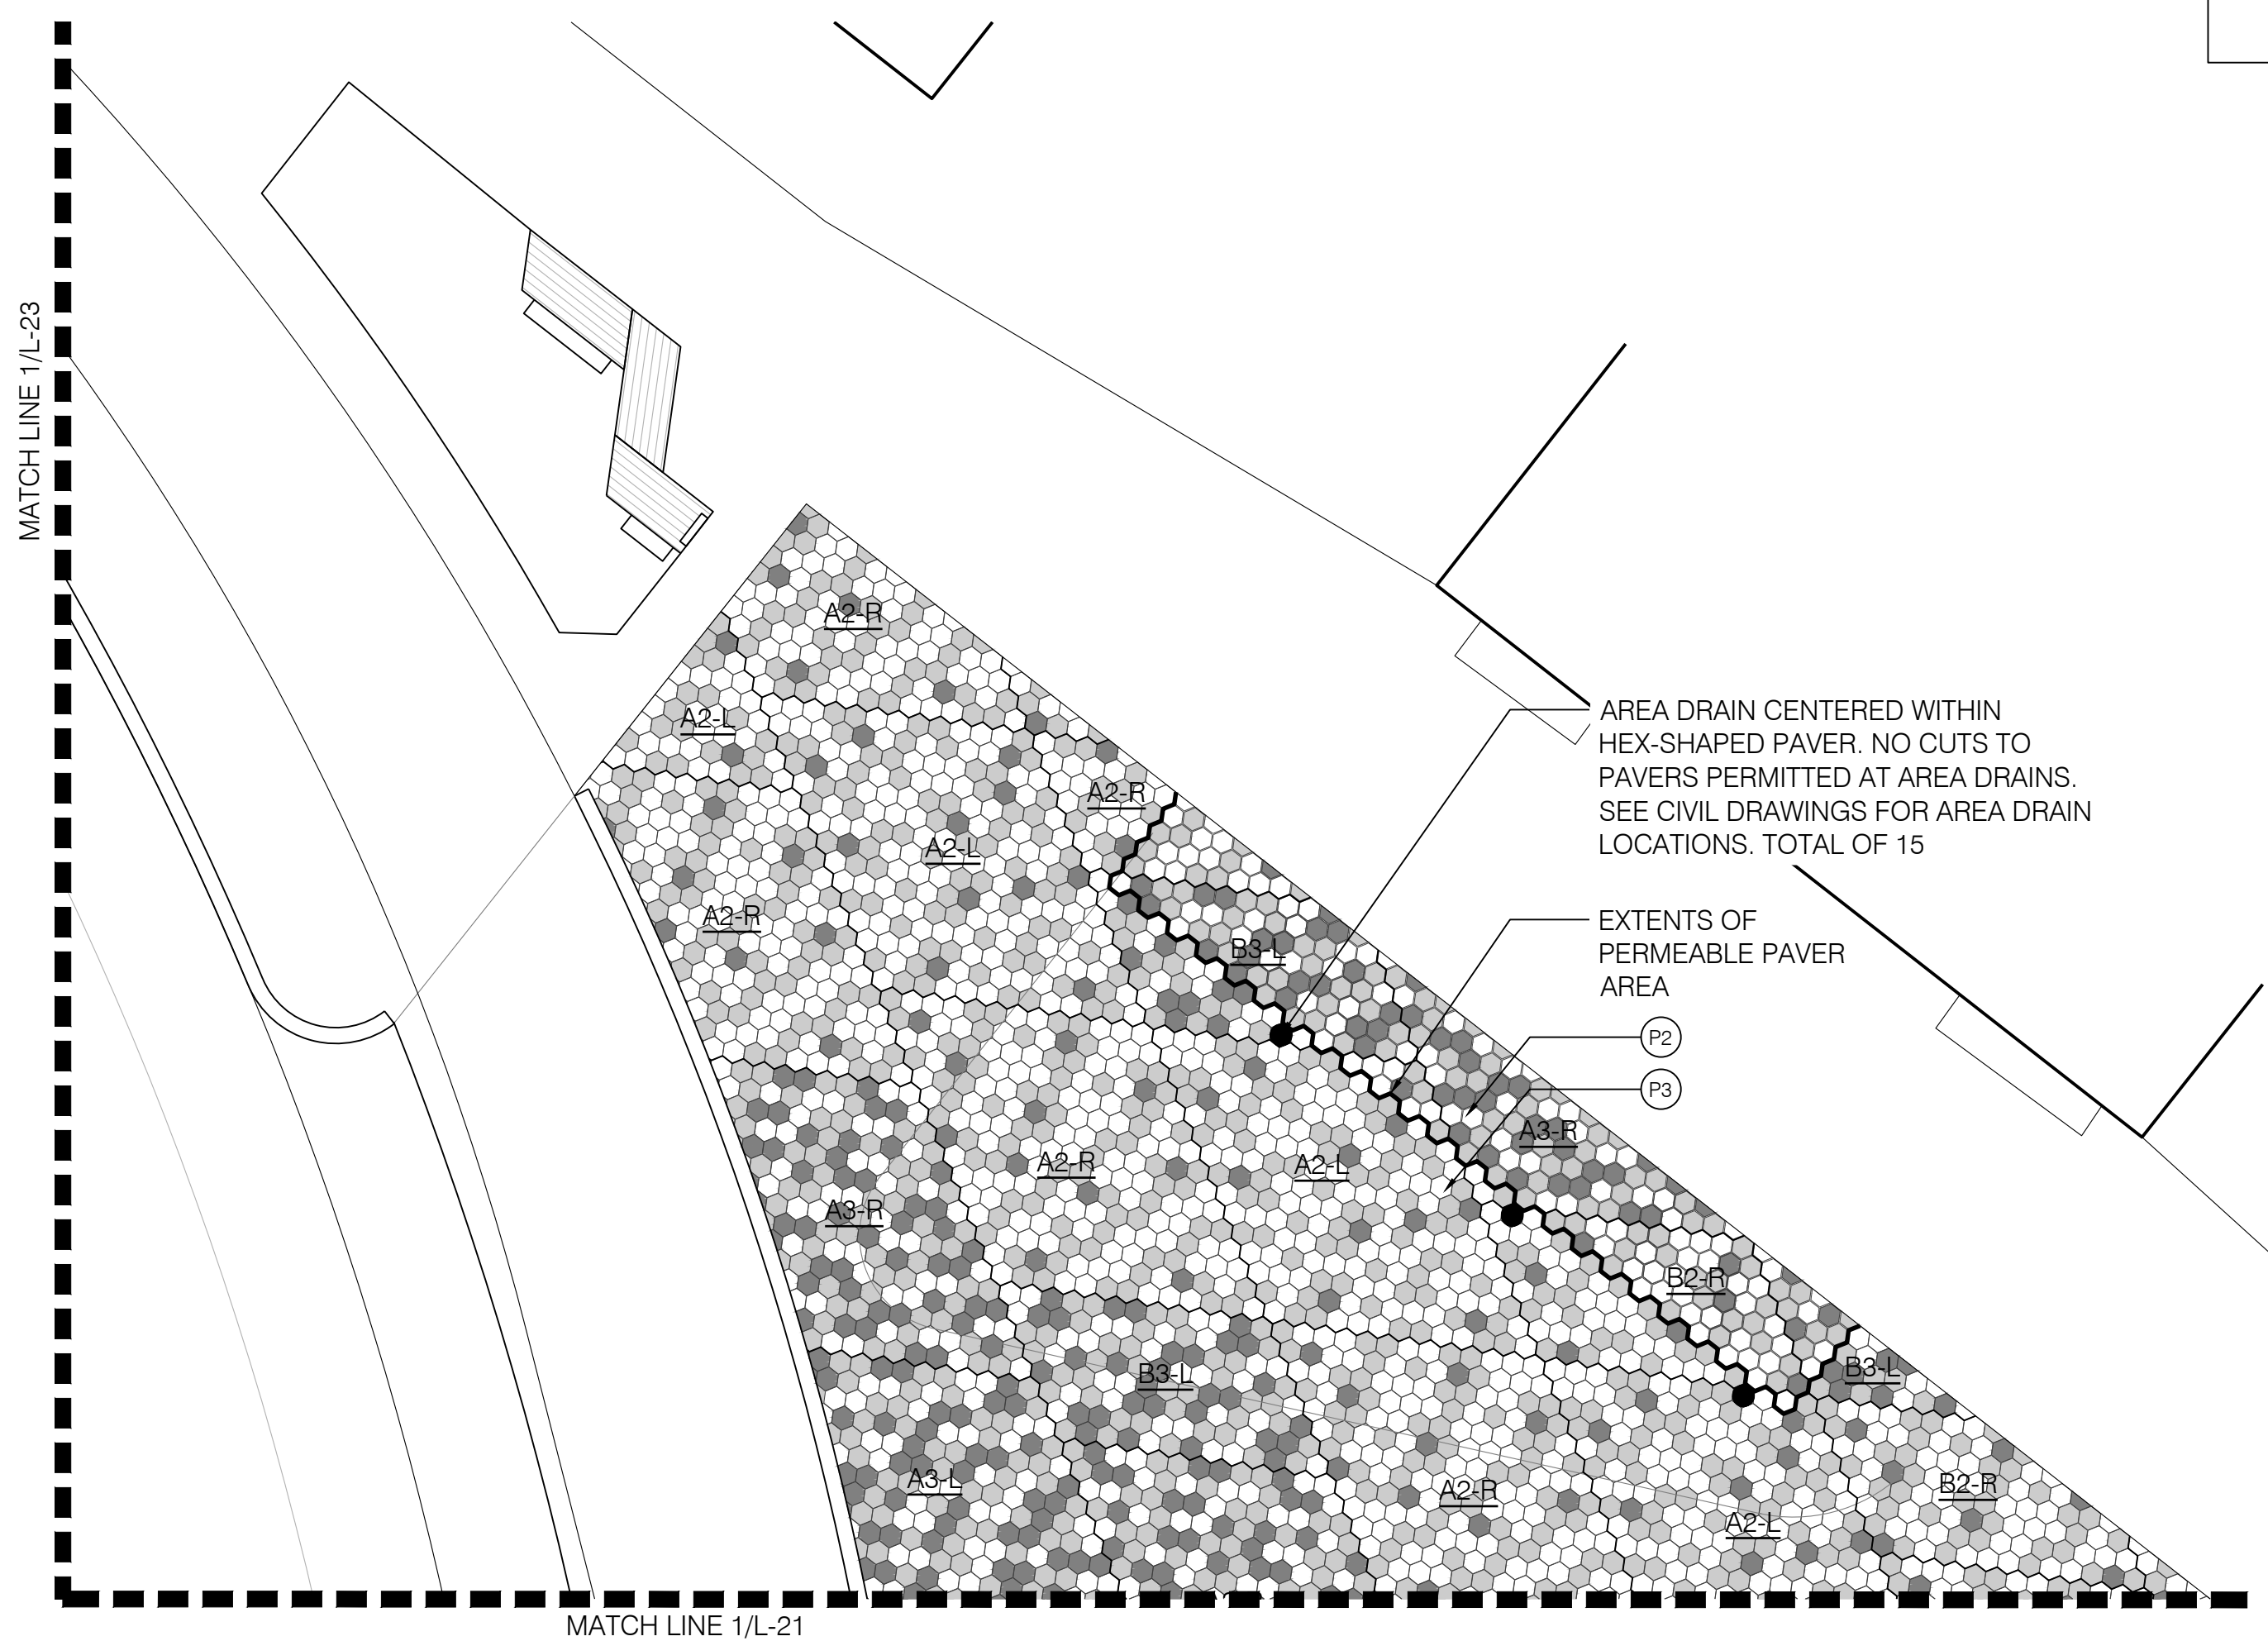 MATCH LINE 1/L-23
A2-R
A2-L
AREA DRAIN CENTERED WITHIN
HEX-SHAPED PAVER. NO CUTS TO
PAVERS PERMITTED AT AREA DRAINS.
SEE CIVIL DRAWINGS FOR AREA DRAIN
LOCATIONS. TOTAL OF 15
A2-R
A2-L
A2-R
EXTENTS OF
PERMEABLE PAVER
AREA
B3-L
P2
P3
A3-R
A2-R
A2-L
A3-R
B2-R
B3-L
B3-L
A3-L
A2-R
B2-R
A2-L
MATCH LINE 1/L-21